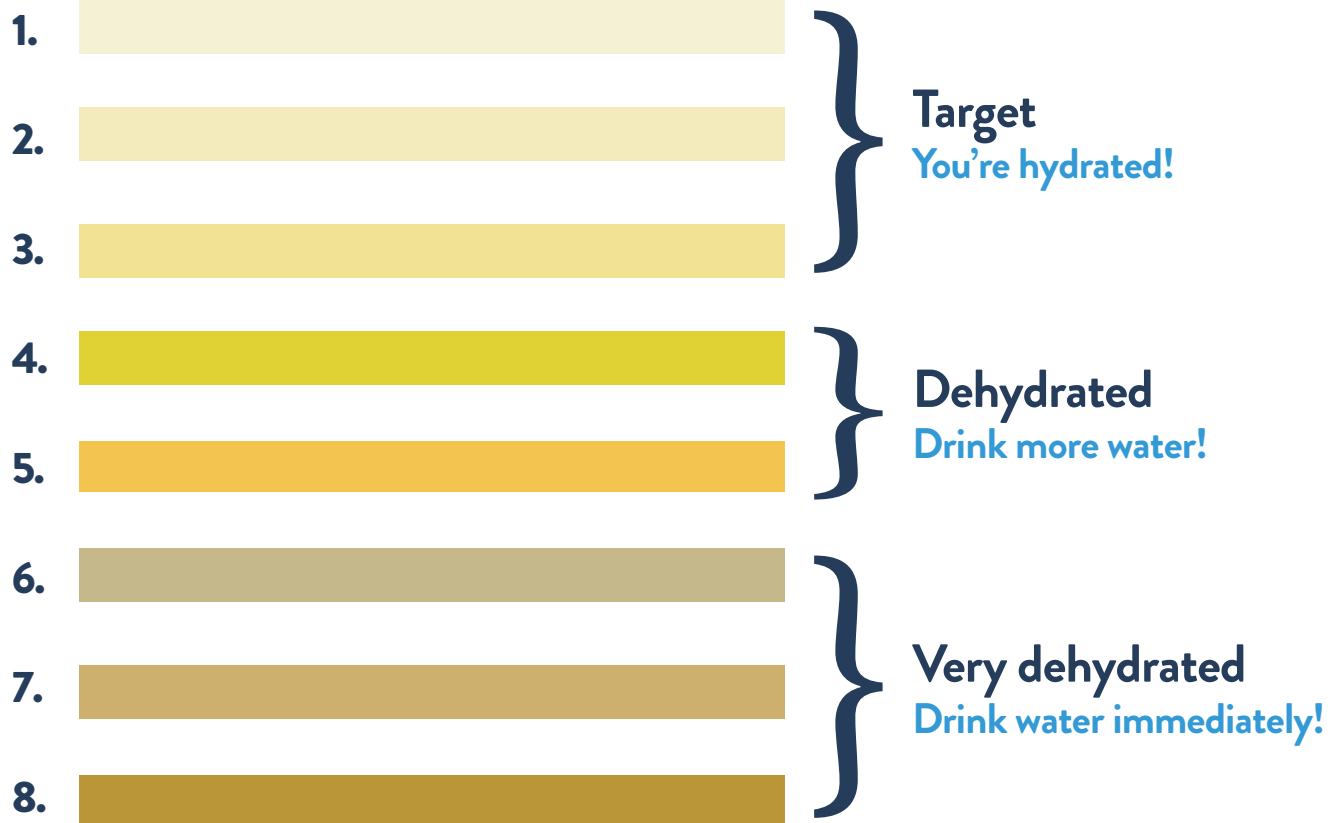 1.
2.
3.
Target
You’re hydrated!
4.
5.
Dehydrated
Drink more water!
6.
7.
8.
Very dehydrated
Drink water immediately!